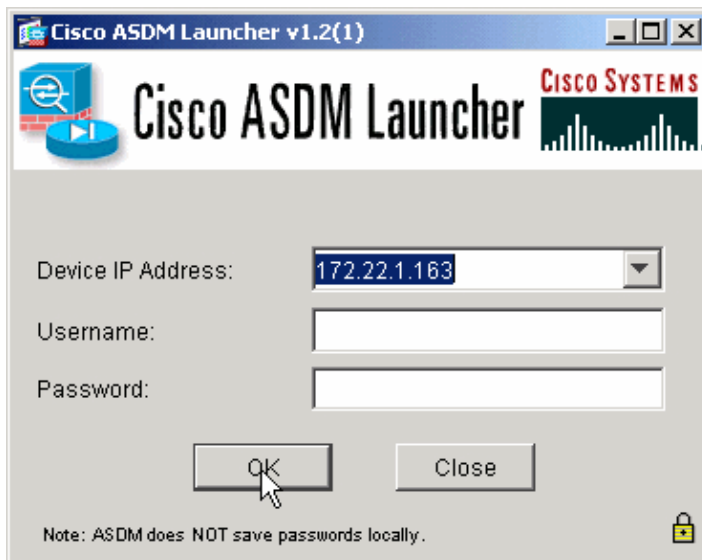 Cisco ASDM Launcher v1.2(1)
Cisco ASDM Launcher
CISCO SYSTEMS
Device IP Address: 172.22.1.163
Username:
Password:
OK Close
Note: ASDM does NOT save passwords locally.